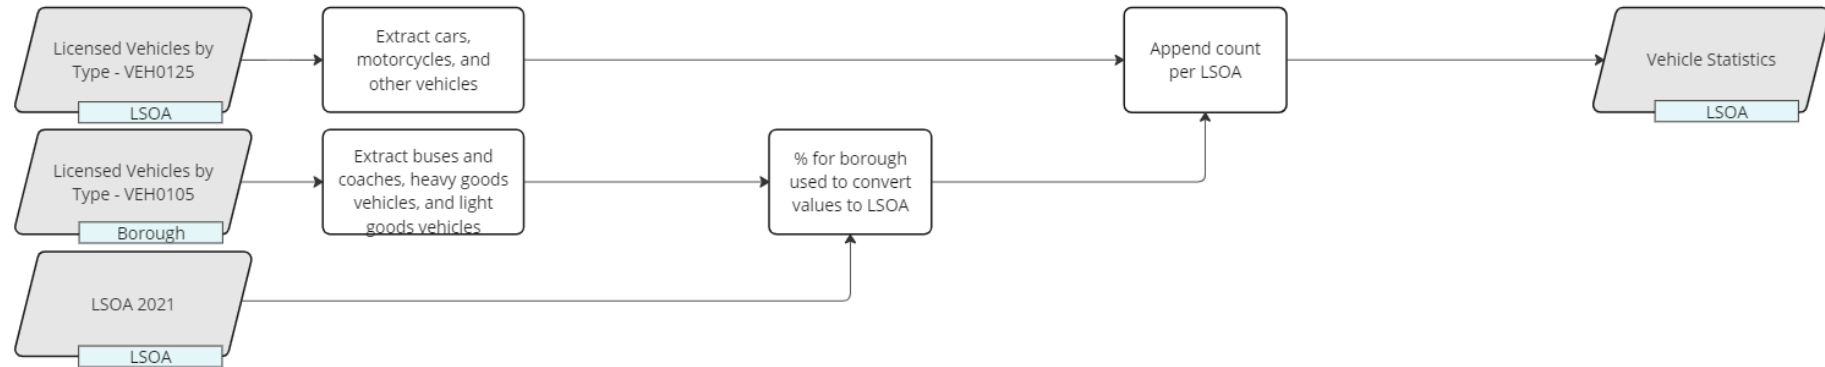 Licensed Vehicles by
Type - VEH0125
LSOA
Extract cars,
motorcycles, and
other vehicles
Append count
per LSOA
Vehicle Statistics
LSOA
Licensed Vehicles by
Type - VEH0105
Borough
Extract buses and
coaches, heavy goods
vehicles, and light
goods vehicles
% for borough
used to convert
values to LSOA
LSOA 2021
LSOA